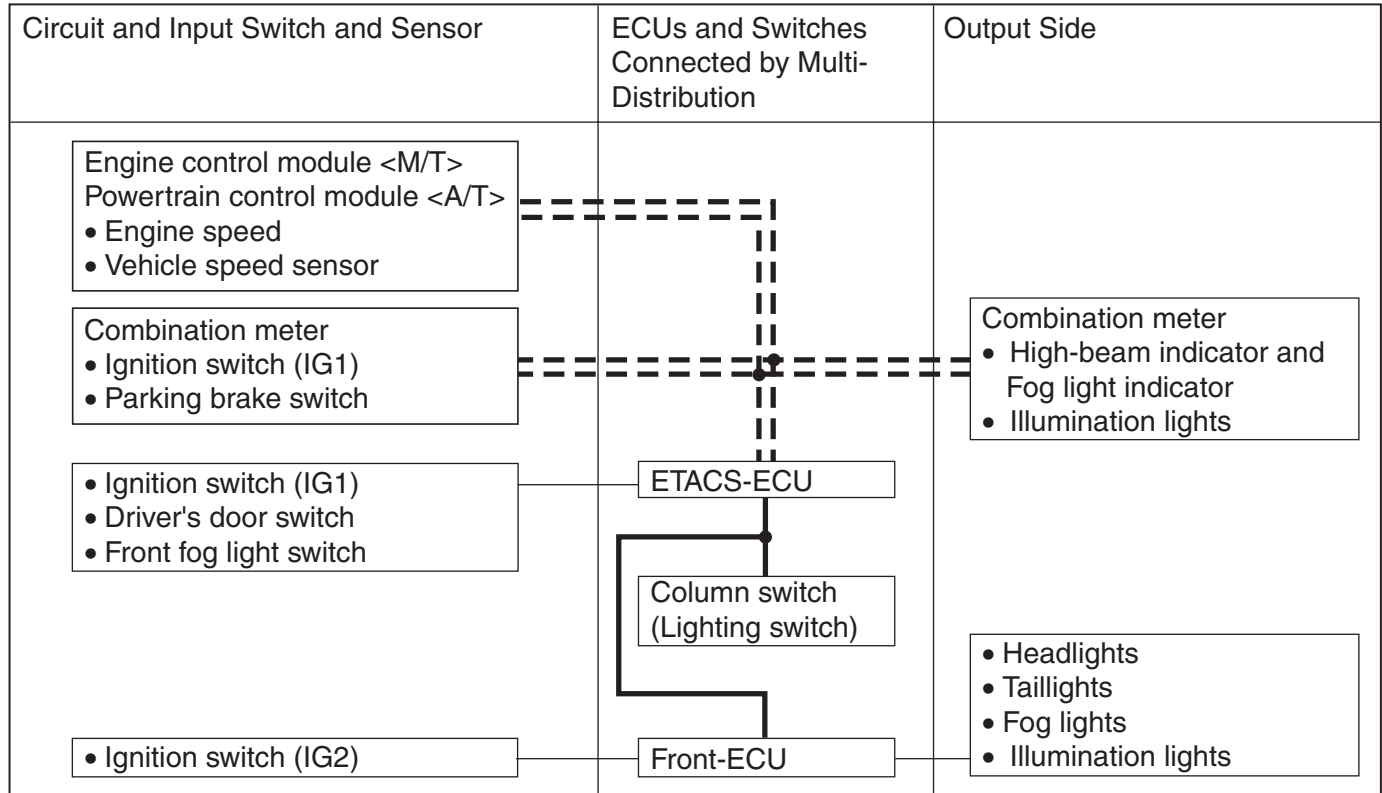 Circuit and Input Switch and Sensor
ECUs and Switches
Connected by Multi-
Distribution
Output Side
Engine control module <M/T>
Powertrain control module <A/T>
• Engine speed
• Vehicle speed sensor
Combination meter
• Ignition switch (IG1)
• Parking brake switch
Combination meter
• High-beam indicator and
Fog light indicator
• Illumination lights
• Ignition switch (IG1)
• Driver's door switch
• Front fog light switch
ETACS-ECU
Column switch
(Lighting switch)
• Headlights
• Taillights
• Fog lights
• Illumination lights
• Ignition switch (IG2)
Front-ECU